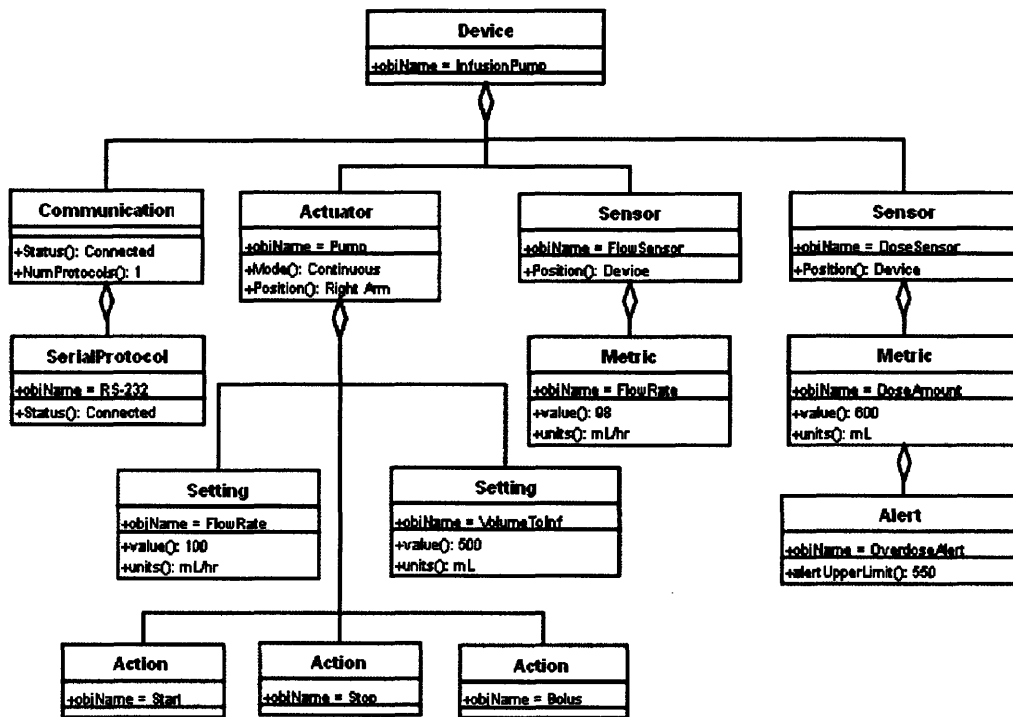 Device
+objName = InfusionPump
Communication
+Status(): Connected
+NumProtocols(): 1
Actuator
+objName = Pump
+Mode(): Continuous
+Position(): Right Arm
Sensor
+objName = FlowSensor
+Position(): Device
Sensor
+objName = DoseSensor
+Position(): Device
SerialProtocol
+objName = RS-232
+Status(): Connected
Metric
+objName = FlowRate
+value(): 98
+units(): mL/hr
Metric
+objName = DoseAmount
+value(): 600
+units(): mL
Setting
+objName = FlowRate
+value(): 100
+units(): mL/hr
Setting
+objName = VolumeToInf
+value(): 500
+units(): mL
Alert
+objName = OverdoseAlert
+alertUpperLimit(): 550
Action
+objName = Start
Action
+objName = Stop
Action
+objName = Bolus